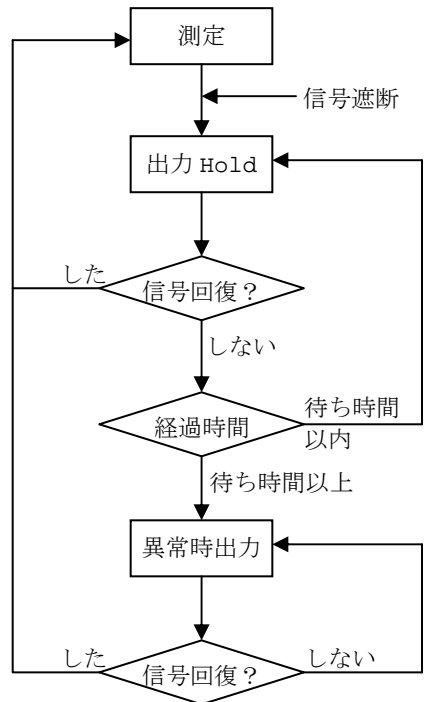 測定
信号遮断
出力 Hold
した
信号回復？
しない
経過時間
待ち時間
以内
待ち時間以上
異常時出力
した
信号回復？
しない